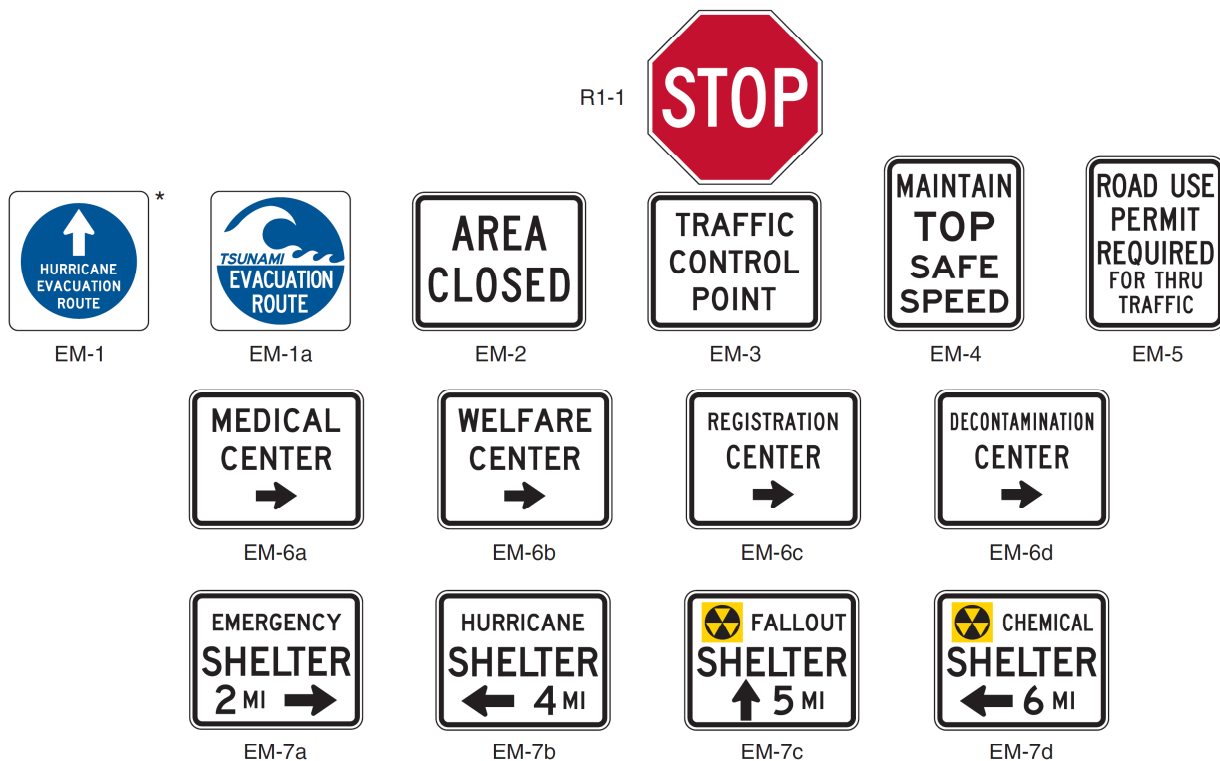 R1-1
STOP
*
HURRICANE
EVACUATION
ROUTE
EM-1
TSUNAMI
EVACUATION
ROUTE
EM-1a
AREA
CLOSED
EM-2
TRAFFIC
CONTROL
POINT
EM-3
MAINTAIN
TOP
SAFE
SPEED
EM-4
ROAD USE
PERMIT
REQUIRED
FOR THRU
TRAFFIC
EM-5
MEDICAL
CENTER
EM-6a
WELFARE
CENTER
EM-6b
REGISTRATION
CENTER
EM-6c
DECONTAMINATION
CENTER
EM-6d
EMERGENCY
SHELTER
2 MI
EM-7a
HURRICANE
SHELTER
4 MI
EM-7b
FALLOUT
SHELTER
5 MI
EM-7c
CHEMICAL
SHELTER
6 MI
EM-7d